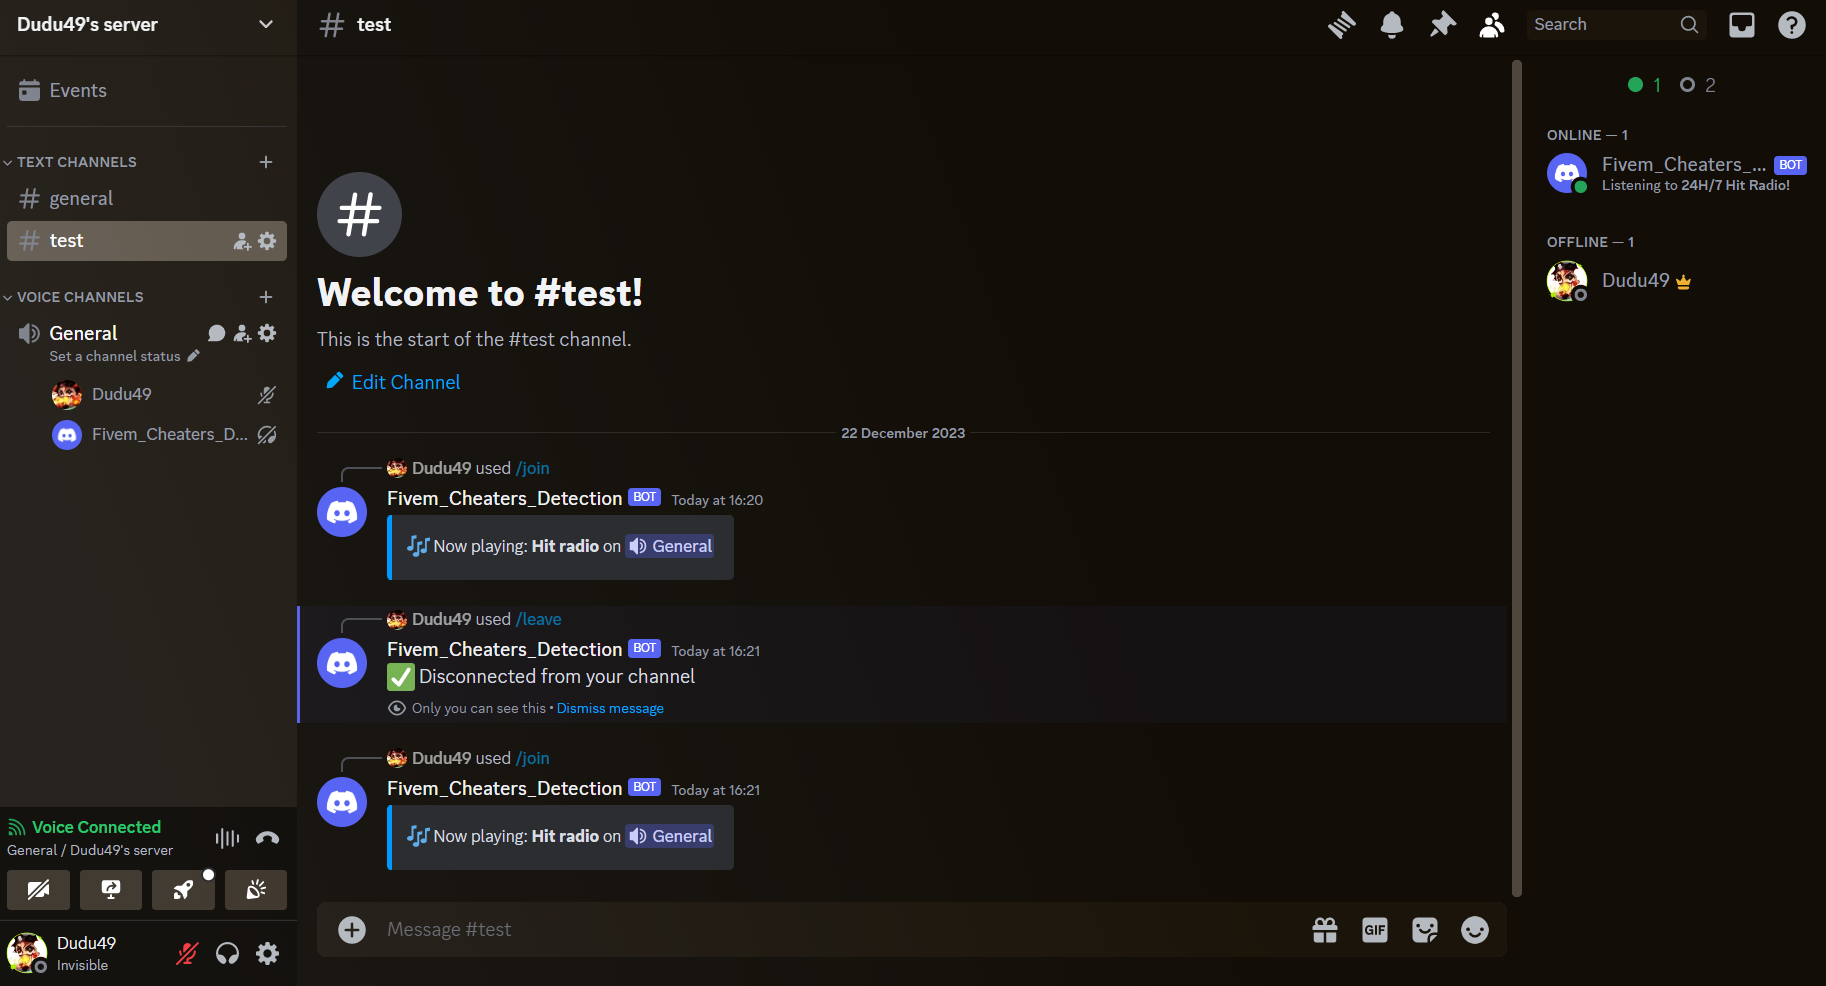 Dudu49's server
Events
TEXT CHANNELS
general
test
VOICE CHANNELS
General
Set a channel status
Dudu49
Fivem_Cheaters_D...
Voice Connected
General / Dudu49's server
Dudu49
Invisible
test
Search
Welcome to #test!
This is the start of the #test channel.
Edit Channel
22 December 2023
Dudu49 used /join
Fivem_Cheaters_Detection BOT Today at 16:20
Now playing: Hit radio on General
Dudu49 used /leave
Fivem_Cheaters_Detection BOT Today at 16:21
Disconnected from your channel
Only you can see this • Dismiss message
Dudu49 used /join
Fivem_Cheaters_Detection BOT Today at 16:21
Now playing: Hit radio on General
Message #test
GIF
1 2
ONLINE — 1
Fivem_Cheaters_... BOT
Listening to 24H/7 Hit Radio!
OFFLINE — 1
Dudu49